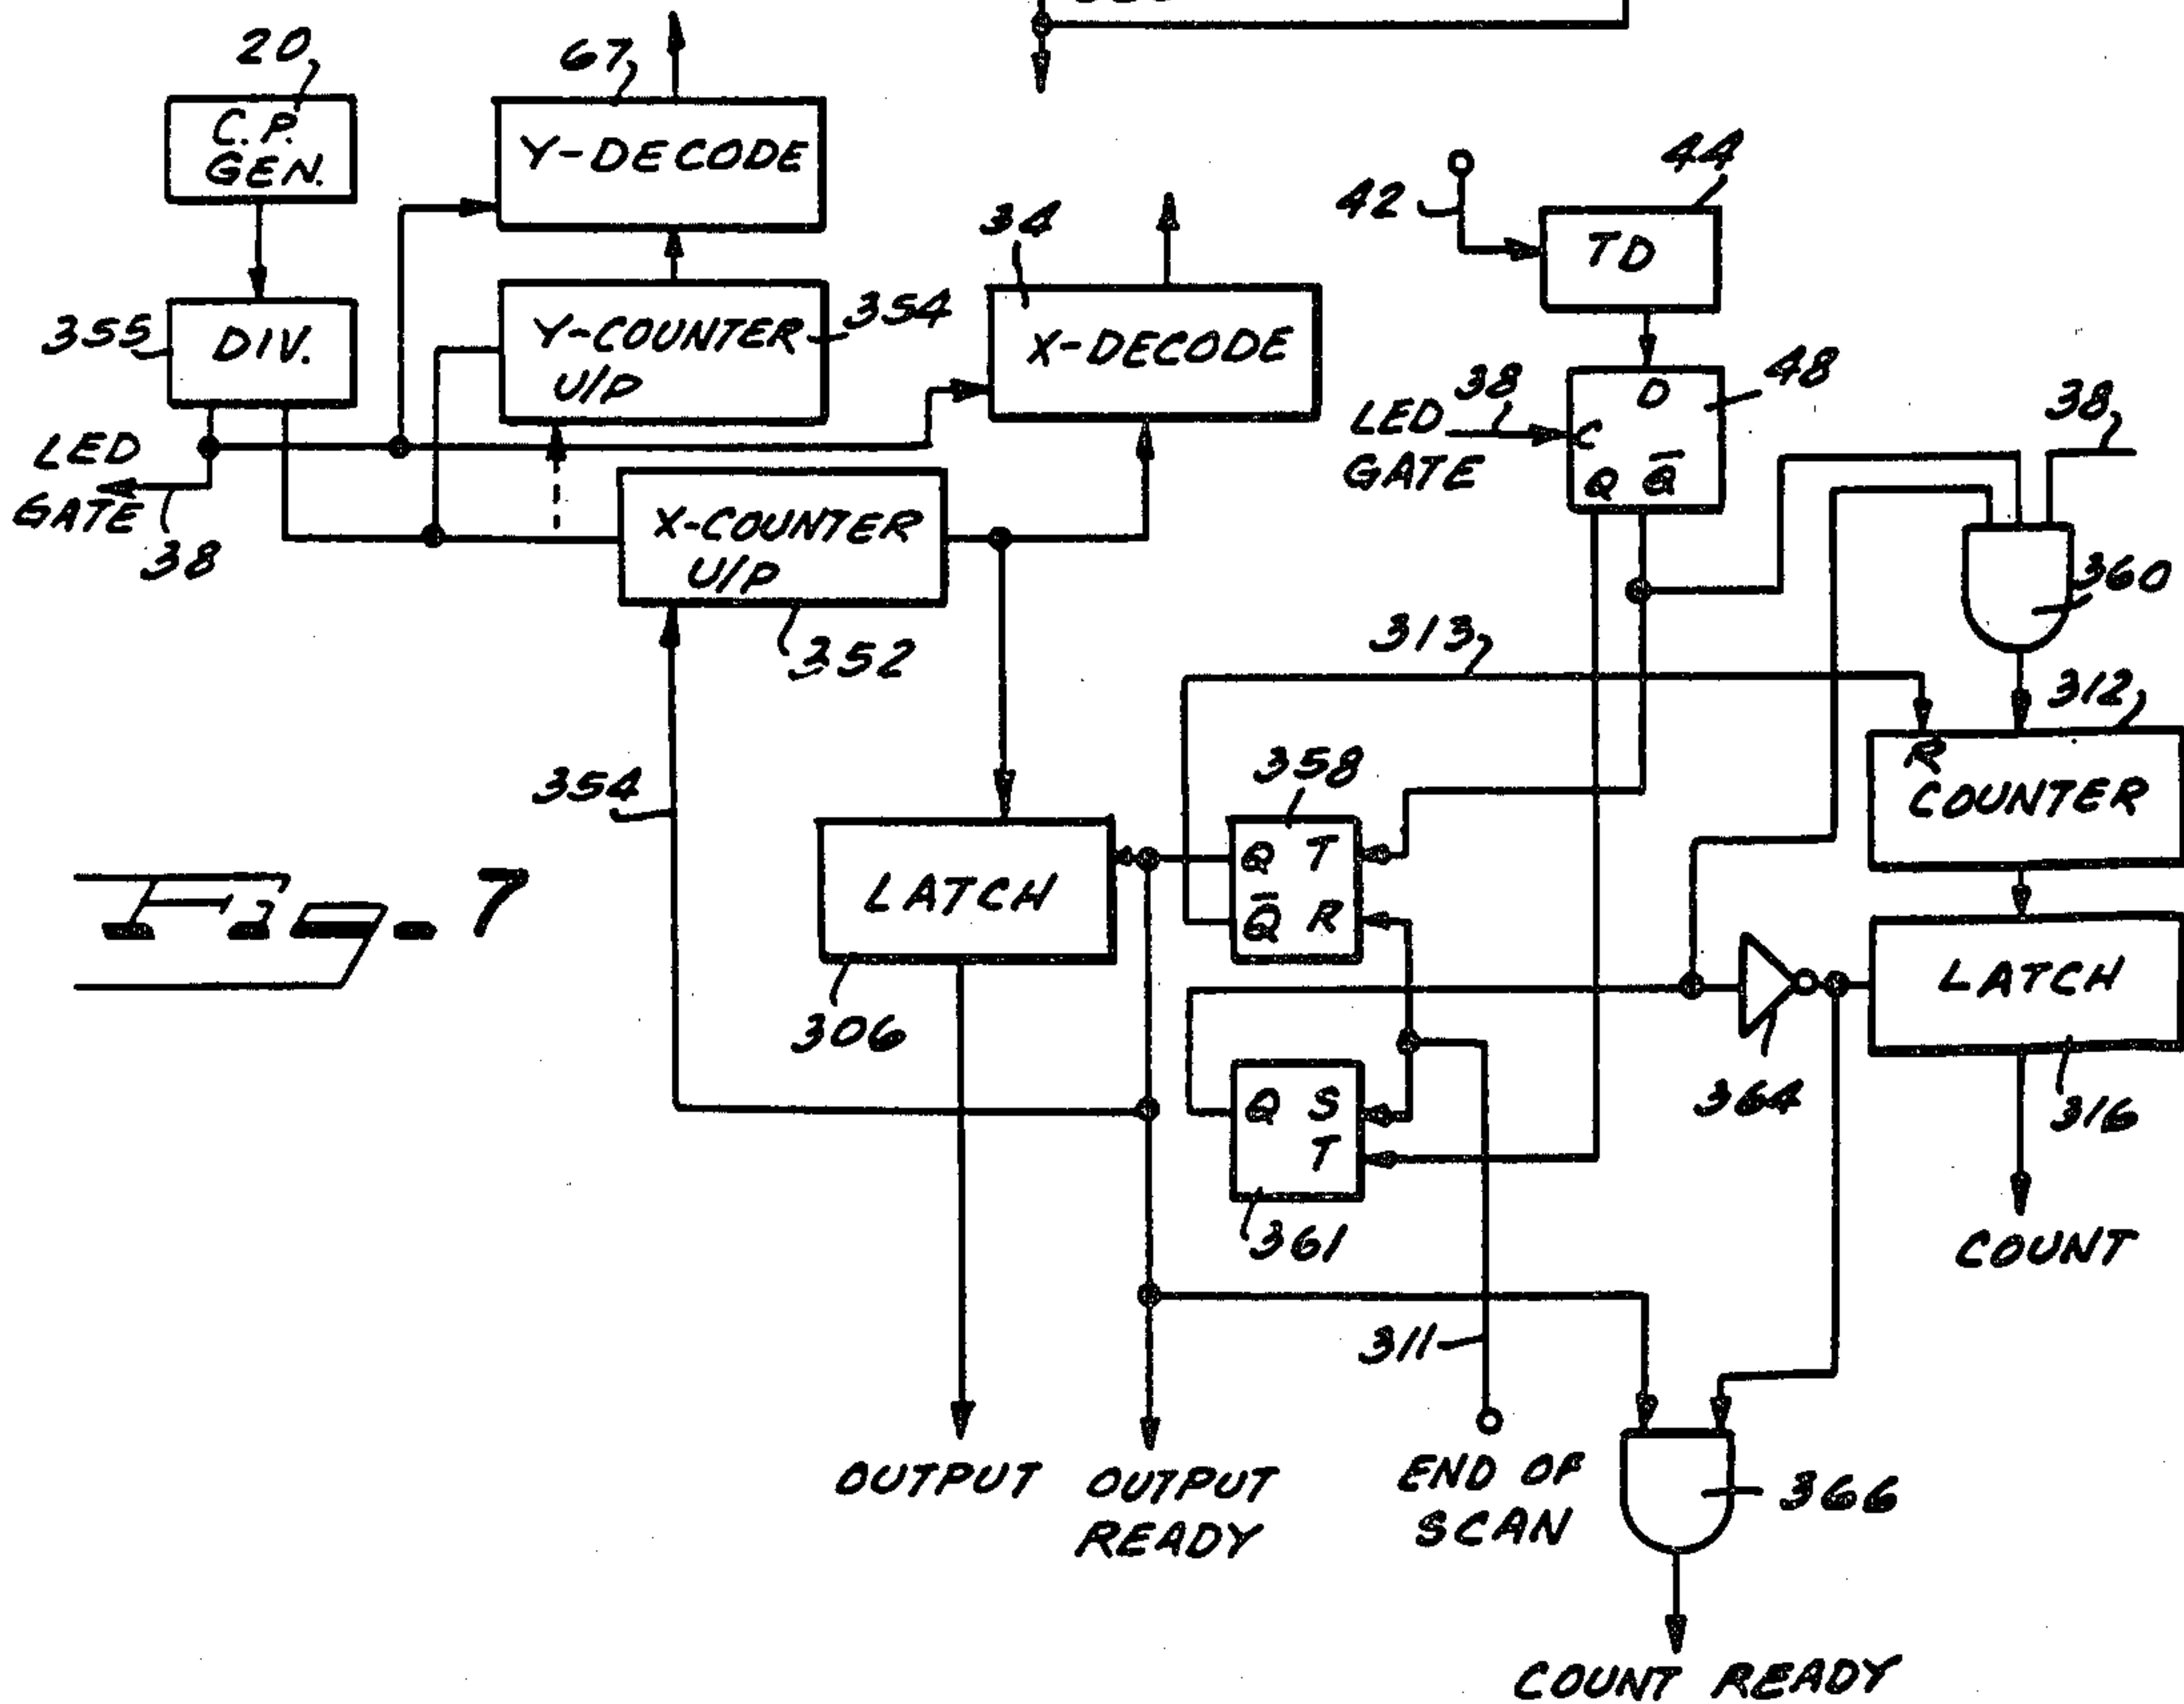 20
C.P.
GEN.
67
Y-DECODE
34
X-DECODE
42
44
TD
355
DIV.
Y-COUNTER
U/P
354
LED
GATE
38
X-COUNTER
U/P
352
LED
GATE
38
D
C
Q Q̅
48
38
360
313
312
R
COUNTER
354
LATCH
306
358
Q T
Q̅ R
Q S
T
361
364
LATCH
316
COUNT
Fig. 7
311
OUTPUT
OUTPUT
READY
END OF
SCAN
366
COUNT READY